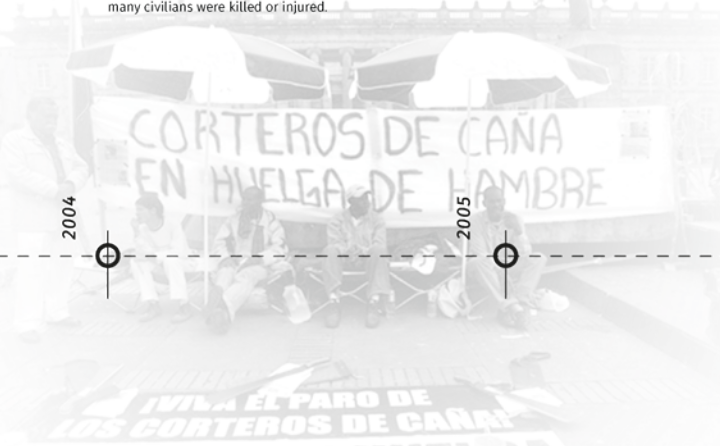 many civilians were killed or injured.
CORTEROS DE CAÑA
EN HUELGA DE HAMBRE
2004
2005
¡VIVA EL PARO DE
LOS CORTEROS DE CAÑA!